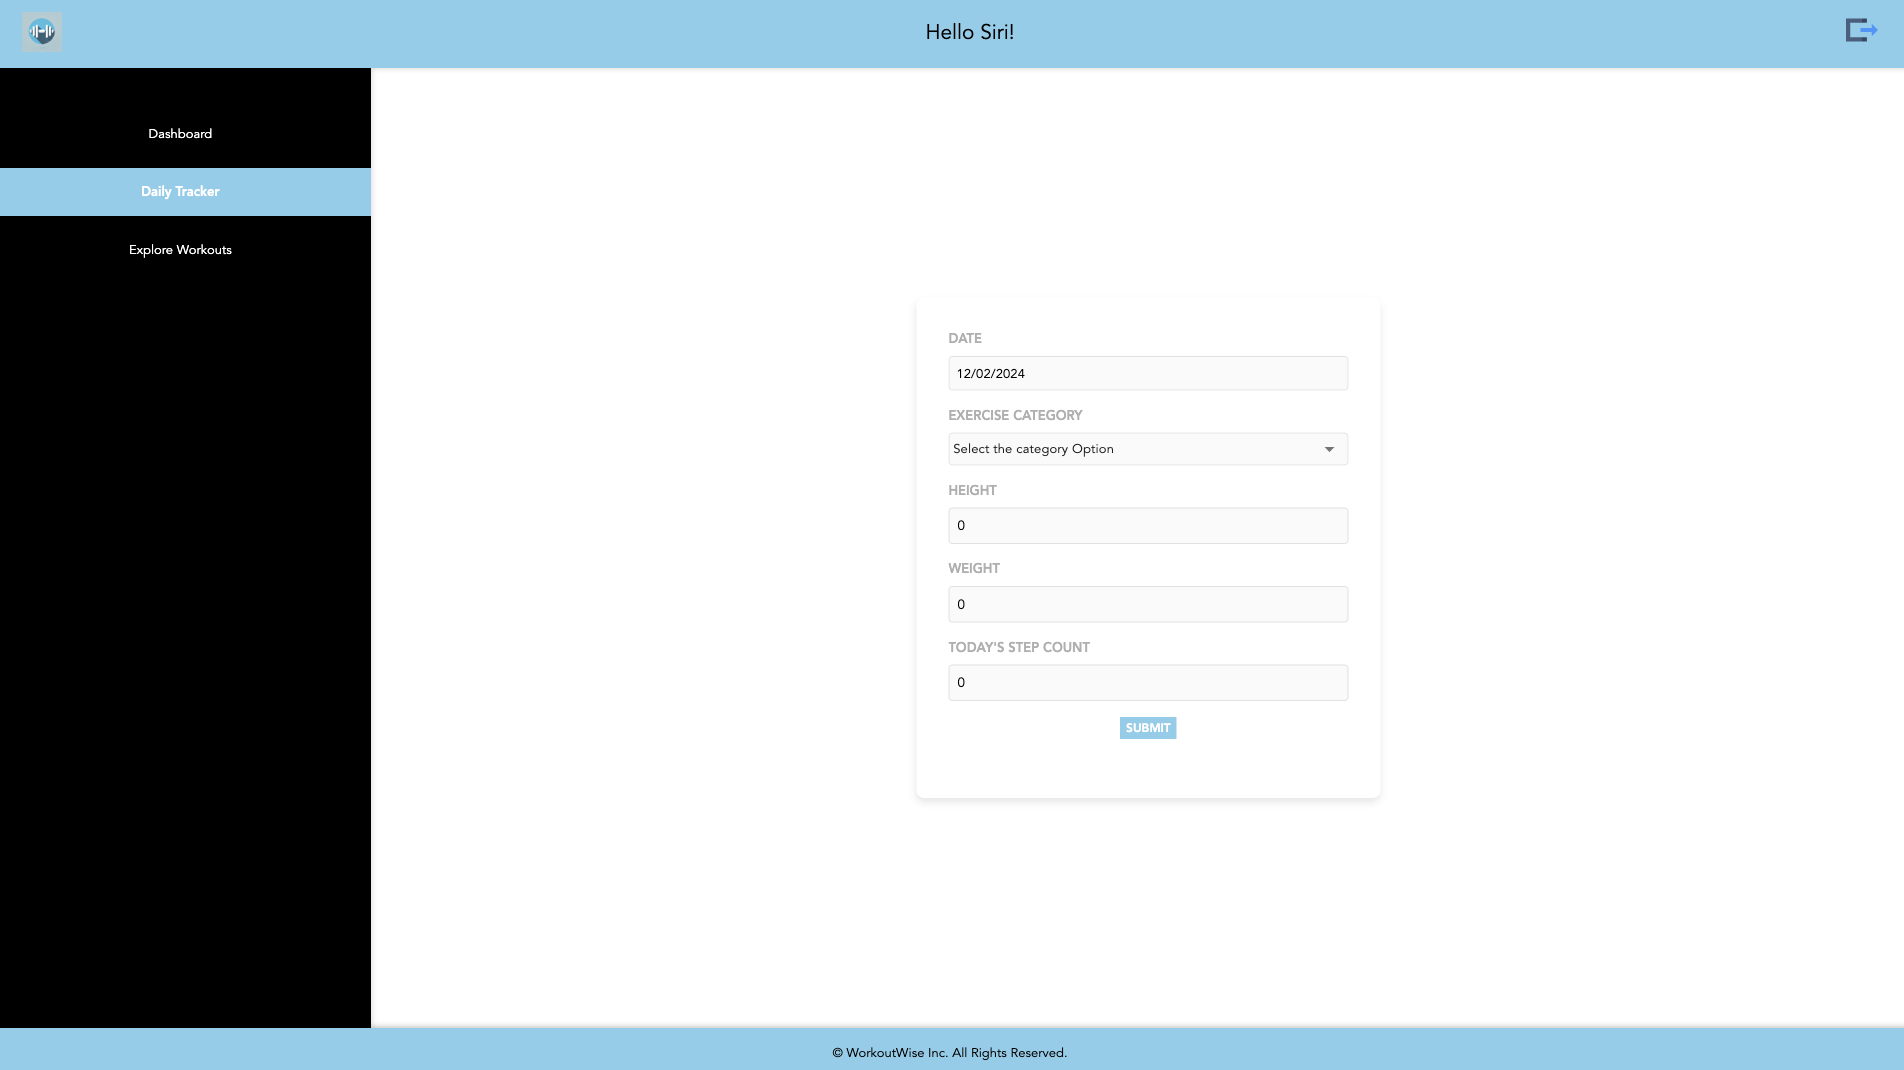 Hello Siri!
Dashboard
Daily Tracker
Explore Workouts
DATE
12/02/2024
EXERCISE CATEGORY
Select the category Option
HEIGHT
0
WEIGHT
0
TODAY'S STEP COUNT
0
SUBMIT
© WorkoutWise Inc. All Rights Reserved.